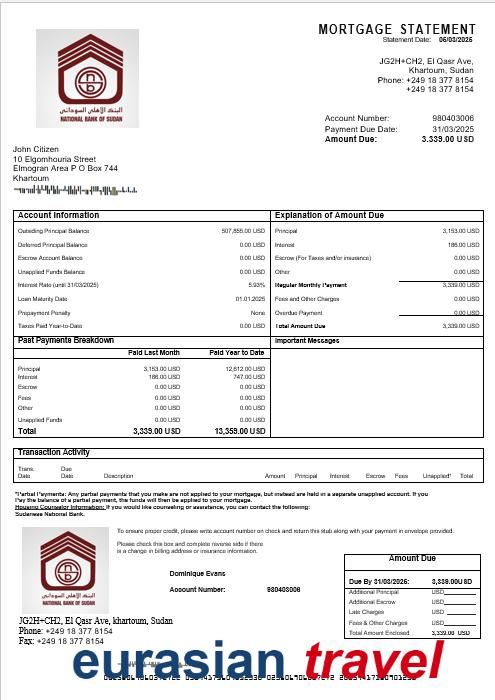 MORTGAGE STATEMENT
Statement Date: 06/03/2026
البنك الأهلي السوداني
NATIONAL BANK OF SUDAN
JG2H+CH2, El Qasr Ave,
Khartoum, Sudan
Phone: +249 18 377 8154
+249 18 377 8154
Account Number: 980403006
Payment Due Date: 31/03/2025
Amount Due: 3.339.00 USD
John Citizen
10 Elgomhouria Street
Elmogran Area P O Box 744
Khartoum
Account Information
Outsiding Principal Balance 507,855.00 USD
Deferred Principal Balance 0.00 USD
Escrow Account Balance 0.00 USD
Unapplied Funds Balance 0.00 USD
Interest Rate (until 31/03/2025) 5.93%
Loan Maturity Date 01.01.2025
Prepayment Penalty None
Taxes Paid Year-to-Date 0.00 USD
Explanation of Amount Due
Principal 3,153.00 USD
Interest 186.00 USD
Escrow (For Taxes and/or insurance) 0.00 USD
Other 0.00 USD
Regular Monthly Payment 3,339.00 USD
Fees and Other Charges 0.00 USD
Overdue Payment 0.00 USD
Total Amount Due 3,339.00 USD
Past Payments Breakdown
Paid Last Month Paid Year to Date
Principal 3,153.00 USD 12,612.00 USD
Interest 186.00 USD 747.00 USD
Escrow 0.00 USD 0.00 USD
Fees 0.00 USD 0.00 USD
Other 0.00 USD 0.00 USD
Unapplied Funds 0.00 USD 0.00 USD
Total 3,339.00 USD 13,359.00 USD
Important Messages
Transaction Activity
Trans. Date Due Date Description Amount Principal Interest Escrow Fees Unapplied* Total
*Partial Payments: Any partial payments that you make are not applied to your mortgage, but instead are held in a separate unapplied account. If you
Pay the balance of a partial payment, the funds will then be applied to your mortgage.
Housing Counselor Information: If you would like counseling or assistance, you can contact the following:
Sudanese National Bank.
To ensure proper credit, please write account number on check and return this stub along with your payment in envelope provided.
Please check this box and complete reverse side if there
is a change in billing address or insurance information.
البنك الأهلي السوداني
NATIONAL BANK OF SUDAN
Dominique Evans
Account Number: 980403006
Amount Due
Due By 31/03/2026: 3,339.00USD
Additional Principal USD
Additional Escrow USD
Late Charges USD
Fees & Other Charges USD
Total Amount Enclosed 3,339.00 USD
JG2H+CH2, El Qasr Ave, khartoum, Sudan
Phone: +249 18 377 8154
Fax: +249 18 377 8154
eurasian travel